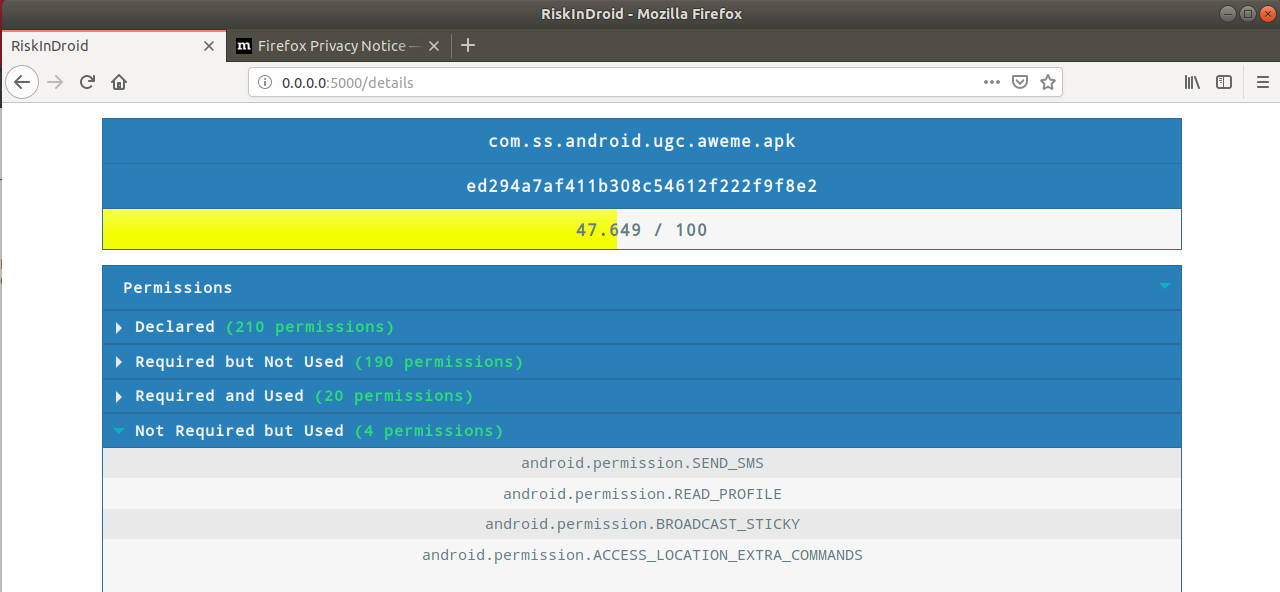 RiskInDroid - Mozilla Firefox
RiskInDroid
m Firefox Privacy Notice —
0.0.0.0:5000/details
com.ss.android.ugc.aweme.apk
ed294a7af411b308c54612f222f9f8e2
47.649 / 100
Permissions
Declared (210 permissions)
Required but Not Used (190 permissions)
Required and Used (20 permissions)
Not Required but Used (4 permissions)
android.permission.SEND_SMS
android.permission.READ_PROFILE
android.permission.BROADCAST_STICKY
android.permission.ACCESS_LOCATION_EXTRA_COMMANDS